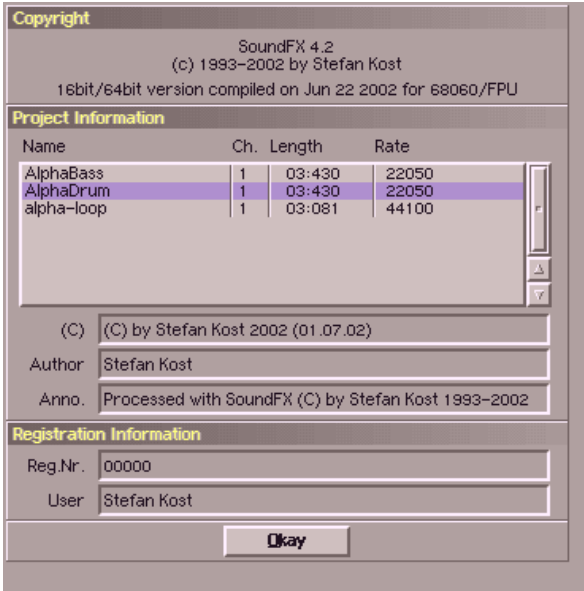 Copyright
SoundFX 4.2
(c) 1993-2002 by Stefan Kost
16bit/64bit version compiled on Jun 22 2002 for 68060/FPU
Project Information
Name Ch. Length Rate
AlphaBass 1 03:430 22050
AlphaDrum 1 03:430 22050
alpha-loop 1 03:081 44100
(C) (C) by Stefan Kost 2002 (01.07.02)
Author Stefan Kost
Anno. Processed with SoundFX (C) by Stefan Kost 1993-2002
Registration Information
Reg.Nr. 00000
User Stefan Kost
Okay